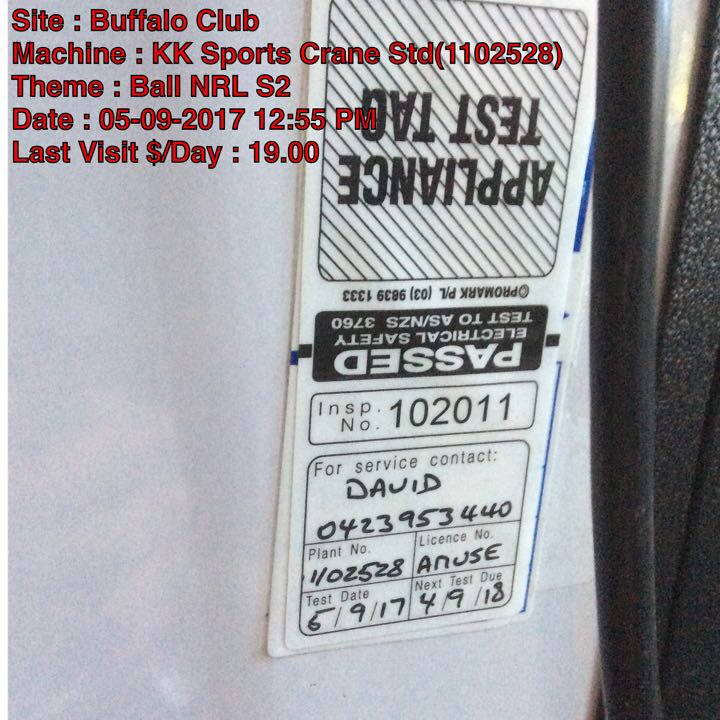 Site : Buffalo Club
Machine : KK Sports Crane Std(1102528)
Theme : Ball NRL S2
Date : 05-09-2017 12:55 PM
Last Visit $/Day : 19.00
APPLIANCE
TEST TAG
©PROMARK P/L (03) 9839 1333
PASSED
ELECTRICAL SAFETY
TEST TO AS/NZS 3760
Insp. No. 102011
For service contact:
DAVID
0423953440
Plant No. Licence No.
1102528 AMUSE
Test Date Next Test Due
5/9/17 4/9/18